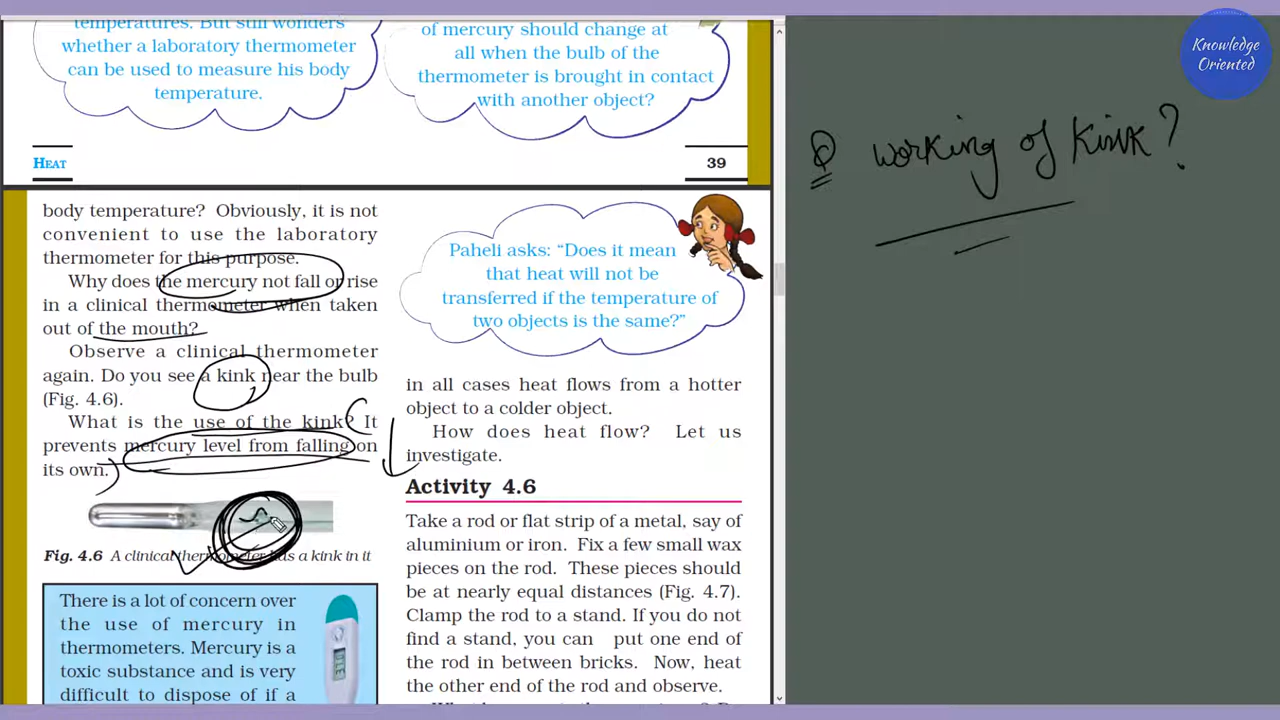 temperatures. But still wonders
whether a laboratory thermometer
can be used to measure his body
temperature.
of mercury should change at
all when the bulb of the
thermometer is brought in contact
with another object?
HEAT
39
body temperature? Obviously, it is not
convenient to use the laboratory
thermometer for this purpose.
Why does the mercury not fall or rise
in a clinical thermometer when taken
out of the mouth?
Observe a clinical thermometer
again. Do you see a kink near the bulb
(Fig. 4.6).
What is the use of the kink? It
prevents mercury level from falling on
its own.
Fig. 4.6 A clinical thermometer has a kink in it
There is a lot of concern over
the use of mercury in
thermometers. Mercury is a
toxic substance and is very
difficult to dispose of if a
Paheli asks: “Does it mean
that heat will not be
transferred if the temperature of
two objects is the same?”
in all cases heat flows from a hotter
object to a colder object.
How does heat flow? Let us
investigate.
Activity 4.6
Take a rod or flat strip of a metal, say of
aluminium or iron. Fix a few small wax
pieces on the rod. These pieces should
be at nearly equal distances (Fig. 4.7).
Clamp the rod to a stand. If you do not
find a stand, you can put one end of
the rod in between bricks. Now, heat
the other end of the rod and observe.
Knowledge
Oriented
Q working of kink?